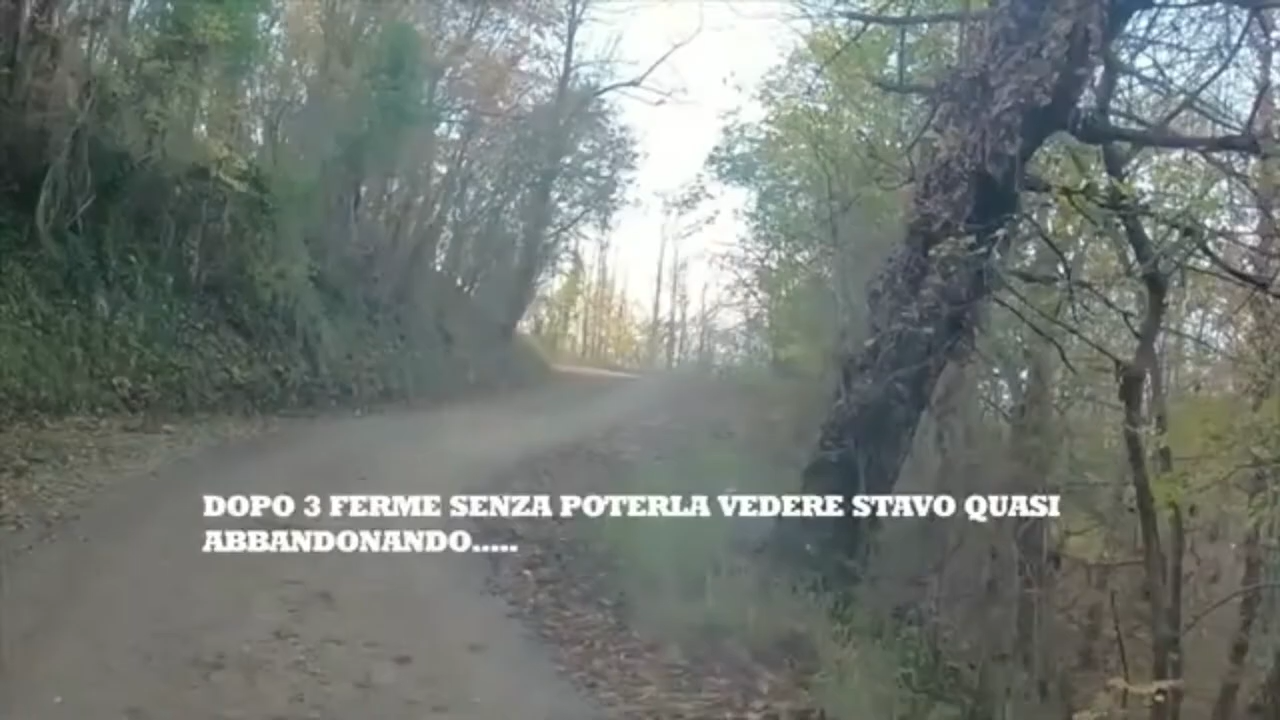 DOPO 3 FERME SENZA POTERLA VEDERE STAVO QUASI
ABBANDONANDO.....